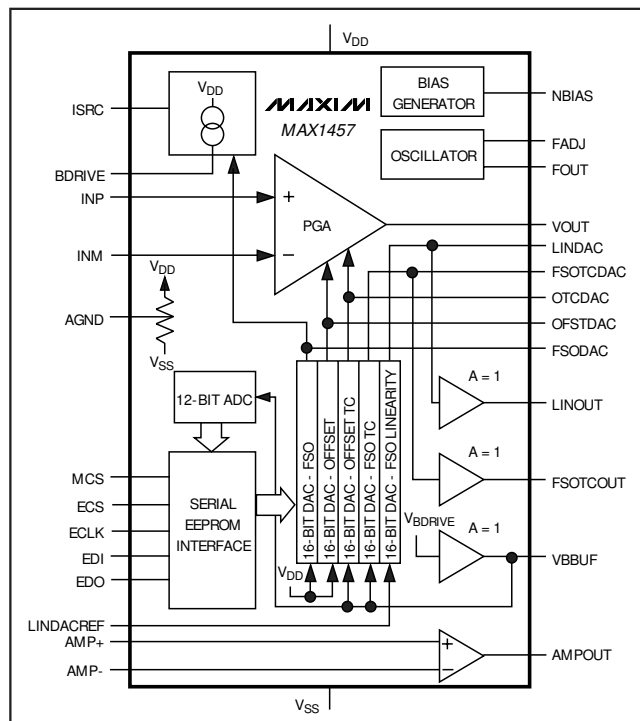 VDD
ISRC
VDD
MAXIM
MAX1457
BIAS
GENERATOR
NBIAS
OSCILLATOR
FADJ
FOUT
BDRIVE
INP
+
PGA
VOUT
INM
−
LINDAC
FSOTCDAC
VDD
OTCDAC
AGND
OFSTDAC
VSS
FSODAC
12-BIT ADC
16-BIT DAC - FSO
16-BIT DAC - OFFSET
16-BIT DAC - OFFSET TC
16-BIT DAC - FSO TC
16-BIT DAC - FSO LINEARITY
A = 1
LINOUT
A = 1
FSOTCOUT
MCS
ECS
ECLK
EDI
EDO
SERIAL
EEPROM
INTERFACE
VBDRIVE
A = 1
VBBUF
VDD
LINDACREF
AMP+
+
AMP-
−
AMPOUT
VSS